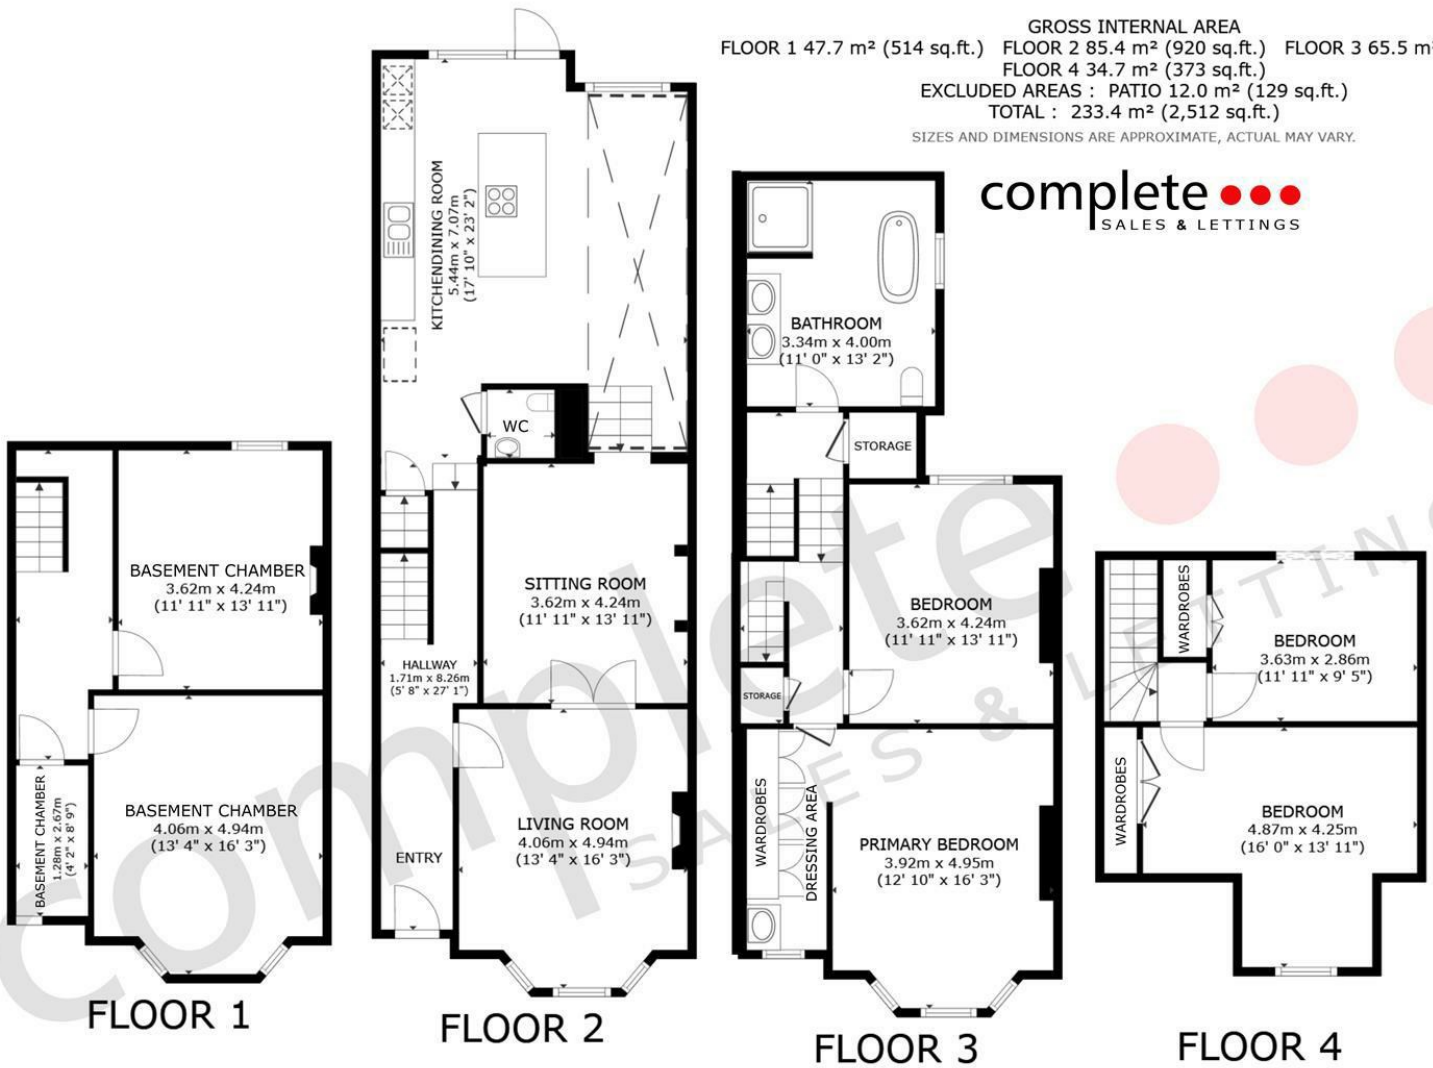 GROSS INTERNAL AREA
FLOOR 1 47.7 m² (514 sq.ft.) FLOOR 2 85.4 m² (920 sq.ft.) FLOOR 3 65.5 m²
FLOOR 4 34.7 m² (373 sq.ft.)
EXCLUDED AREAS : PATIO 12.0 m² (129 sq.ft.)
TOTAL : 233.4 m² (2,512 sq.ft.)
SIZES AND DIMENSIONS ARE APPROXIMATE, ACTUAL MAY VARY.
complete
SALES & LETTINGS
BASEMENT CHAMBER
3.62m x 4.24m
(11' 11" x 13' 11")
BASEMENT CHAMBER
4.06m x 4.94m
(13' 4" x 16' 3")
BASEMENT CHAMBER
1.28m x 2.67m
(4' 2" x 8' 9")
FLOOR 1
KITCHENDINING ROOM
5.44m x 7.07m
(17' 10" x 23' 2")
WC
SITTING ROOM
3.62m x 4.24m
(11' 11" x 13' 11")
HALLWAY
1.71m x 8.26m
(5' 8" x 27' 1")
LIVING ROOM
4.06m x 4.94m
(13' 4" x 16' 3")
ENTRY
FLOOR 2
BATHROOM
3.34m x 4.00m
(11' 0" x 13' 2")
STORAGE
BEDROOM
3.62m x 4.24m
(11' 11" x 13' 11")
STORAGE
WARDROBES
DRESSING AREA
PRIMARY BEDROOM
3.92m x 4.95m
(12' 10" x 16' 3")
FLOOR 3
WARDROBES
BEDROOM
3.63m x 2.86m
(11' 11" x 9' 5")
WARDROBES
BEDROOM
4.87m x 4.25m
(16' 0" x 13' 11")
FLOOR 4
complete
SALES & LETTING